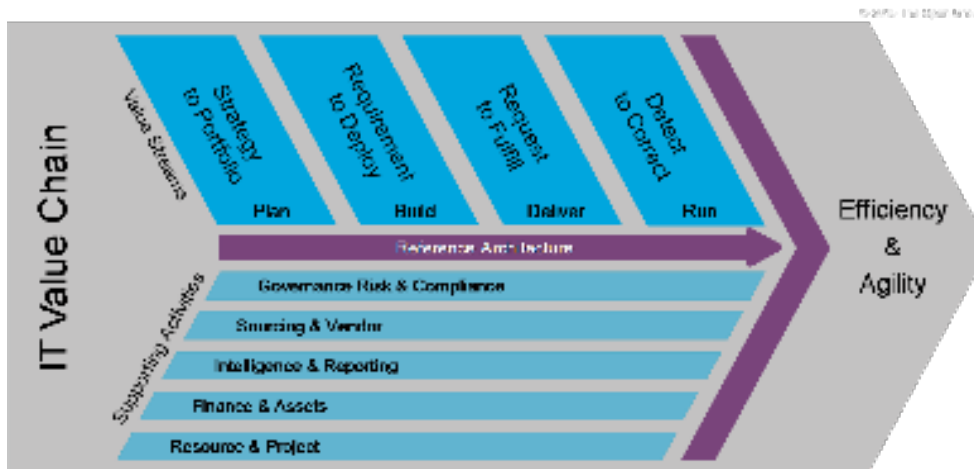 IT Value Chain
Value Streams
Strategy
to Portfolio
Plan
Requirement
to Deploy
Build
Request
to Fulfill
Deliver
Detect
to Correct
Run
Reference Architecture
Supporting Activities
Governance Risk & Compliance
Sourcing & Vendor
Intelligence & Reporting
Finance & Assets
Resource & Project
Efficiency
&
Agility